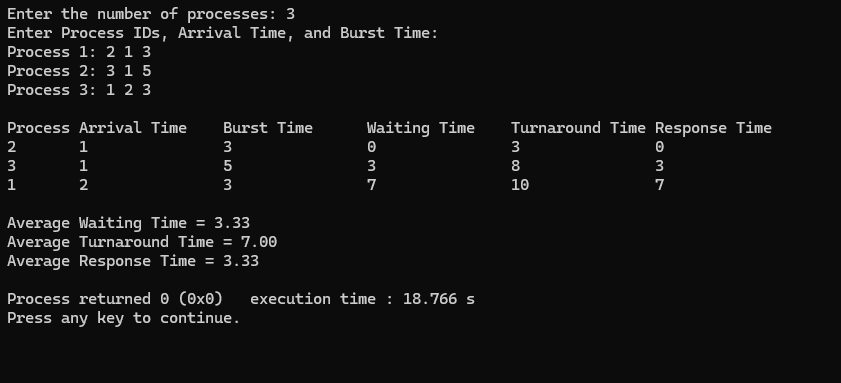 Enter the number of processes: 3
Enter Process IDs, Arrival Time, and Burst Time:
Process 1: 2 1 3
Process 2: 3 1 5
Process 3: 1 2 3
Process Arrival Time    Burst Time      Waiting Time    Turnaround Time Response Time
2       1               3               0               3               0
3       1               5               3               8               3
1       2               3               7               10              7
Average Waiting Time = 3.33
Average Turnaround Time = 7.00
Average Response Time = 3.33
Process returned 0 (0x0)   execution time : 18.766 s
Press any key to continue.